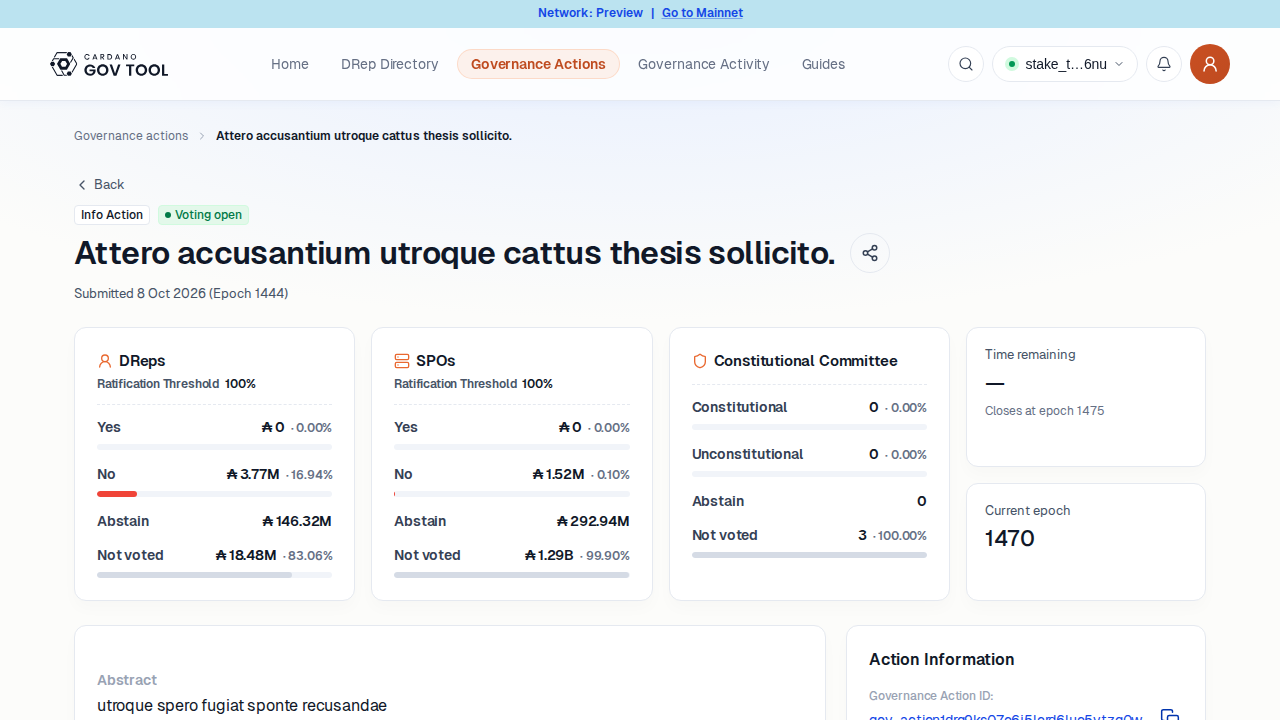 Network: Preview | Go to Mainnet
CARDANO
GOV TOOL
Home
DRep Directory
Governance Actions
Governance Activity
Guides
stake_t...6nu
Governance actions > Attero accusantium utroque cattus thesis sollicito.
Back
Info Action
Voting open
Attero accusantium utroque cattus thesis sollicito.
Submitted 8 Oct 2026 (Epoch 1444)
DReps
Ratification Threshold 100%
Yes ₳ 0 · 0.00%
No ₳ 3.77M · 16.94%
Abstain ₳ 146.32M
Not voted ₳ 18.48M · 83.06%
SPOs
Ratification Threshold 100%
Yes ₳ 0 · 0.00%
No ₳ 1.52M · 0.10%
Abstain ₳ 292.94M
Not voted ₳ 1.29B · 99.90%
Constitutional Committee
Constitutional 0 · 0.00%
Unconstitutional 0 · 0.00%
Abstain 0
Not voted 3 · 100.00%
Time remaining
—
Closes at epoch 1475
Current epoch
1470
Abstract
utroque spero fugiat sponte recusandae
Action Information
Governance Action ID: